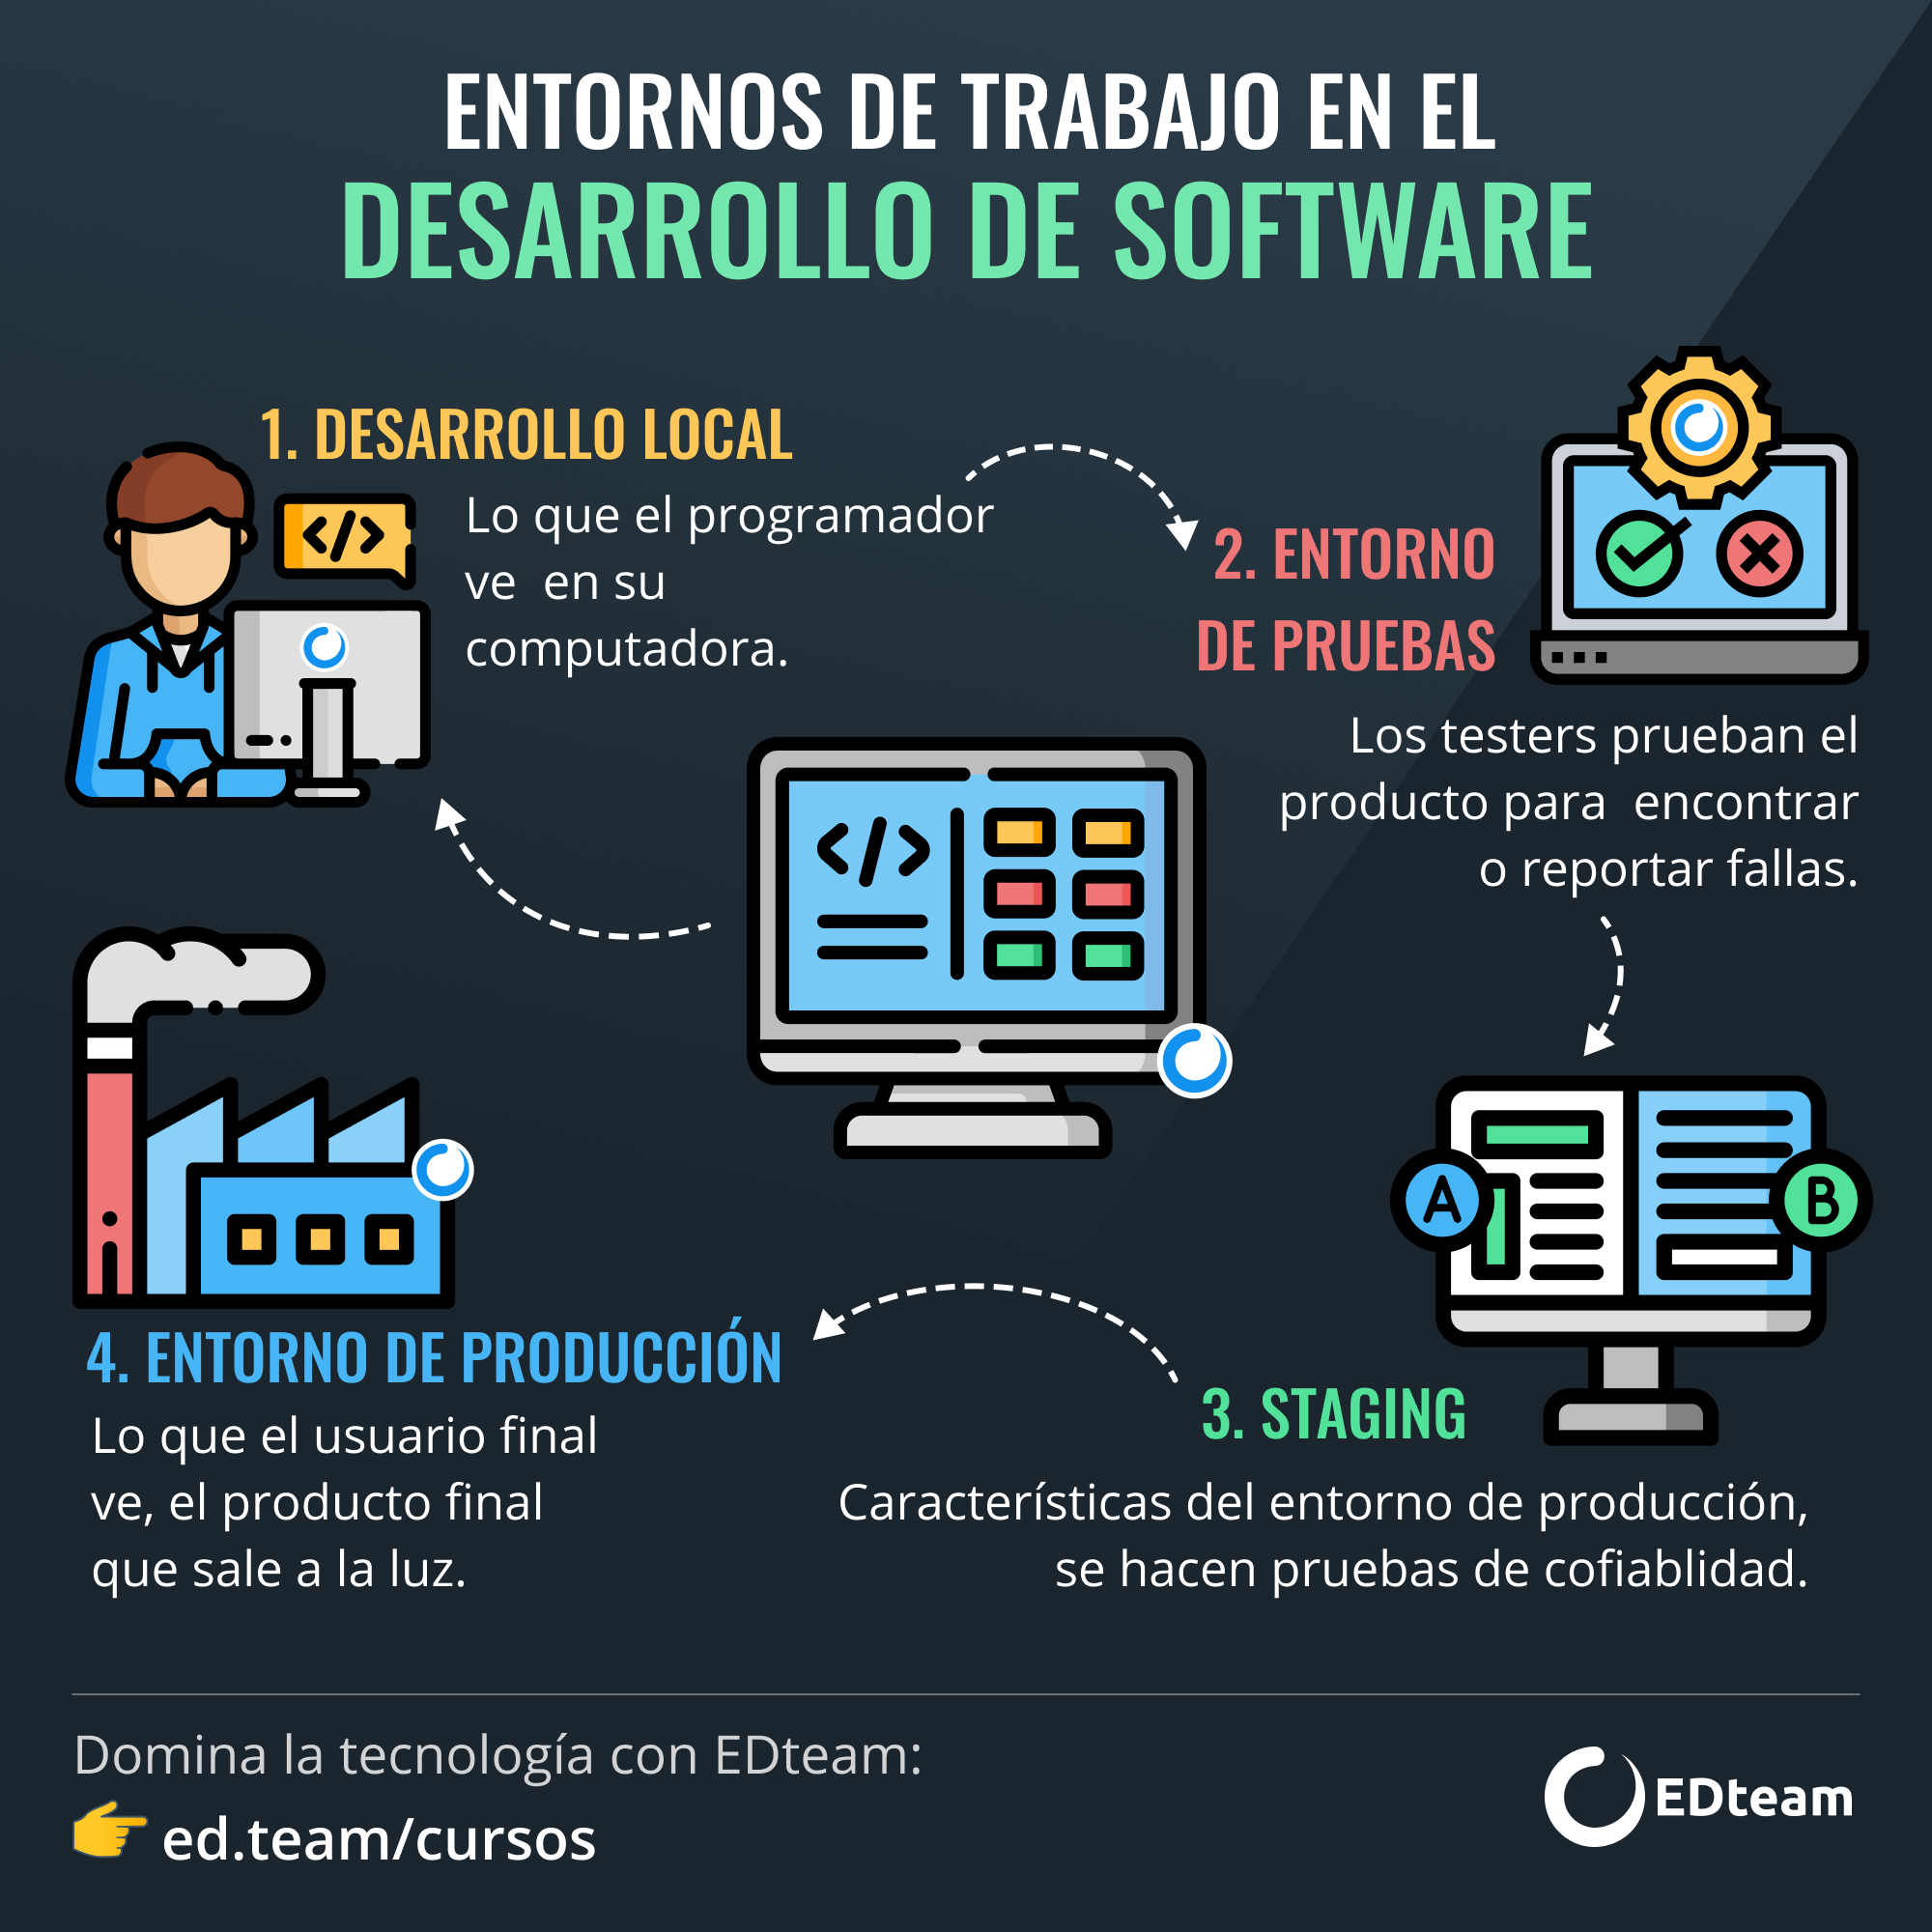 ENTORNOS DE TRABAJO EN EL
DESARROLLO DE SOFTWARE
1. DESARROLLO LOCAL
Lo que el programador
ve en su
computadora.
2. ENTORNO
DE PRUEBAS
Los testers prueban el
producto para encontrar
o reportar fallas.
A
B
3. STAGING
Características del entorno de producción,
se hacen pruebas de cofiablidad.
4. ENTORNO DE PRODUCCIÓN
Lo que el usuario final
ve, el producto final
que sale a la luz.
Domina la tecnología con EDteam:
ed.team/cursos
EDteam